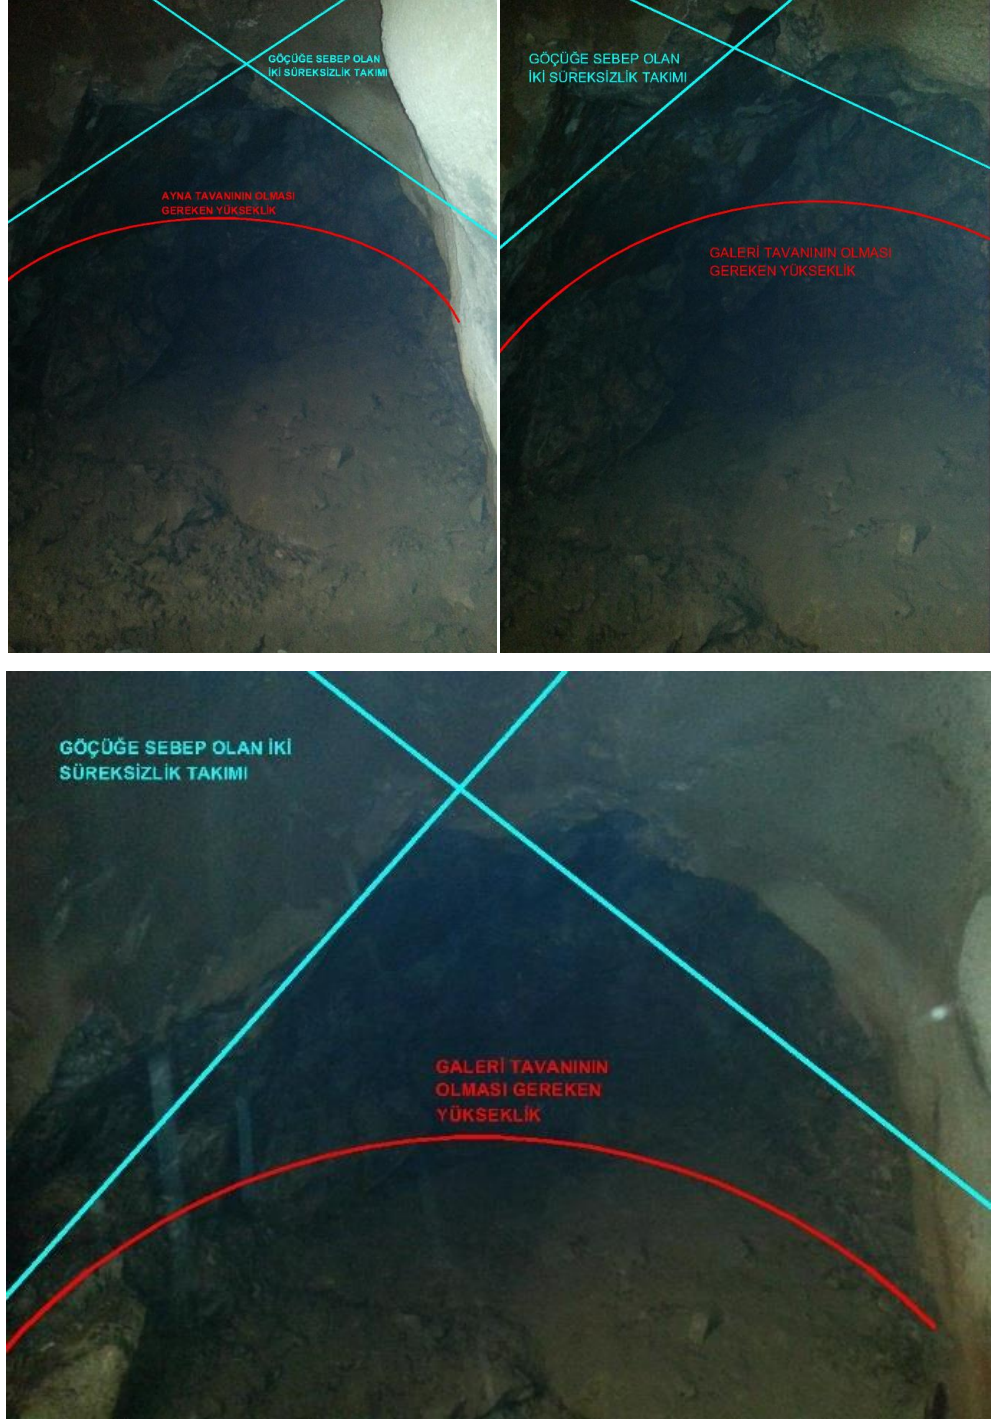 GÖÇÜĞE SEBEP OLAN
İKİ SÜREKSİZLİK TAKIMI
AYNA TAVANININ OLMASI
GEREKEN YÜKSEKLİK
GÖÇÜĞE SEBEP OLAN
İKİ SÜREKSİZLİK TAKIMI
GALERİ TAVANININ OLMASI
GEREKEN YÜKSEKLİK
GÖÇÜĞE SEBEP OLAN İKİ
SÜREKSİZLİK TAKIMI
GALERİ TAVANININ
OLMASI GEREKEN
YÜKSEKLİK